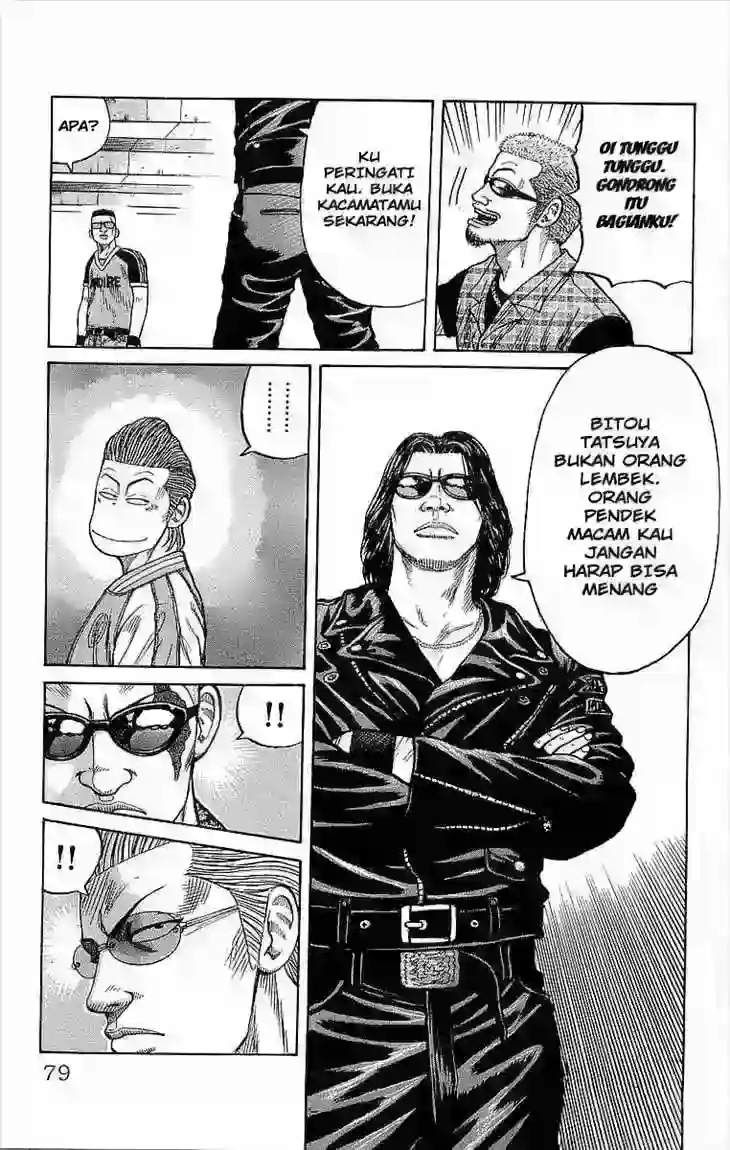 OI TUNGGU
TUNGGU.
GONDRONG
ITU
BAGIANKU!
KU
PERINGATI
KAU. BUKA
KACAMATAMU
SEKARANG!
APA?
BITOU
TATSUYA
BUKAN ORANG
LEMBEK.
ORANG
PENDEK
MACAM KAU
JANGAN
HARAP BISA
MENANG
!!
!!
79